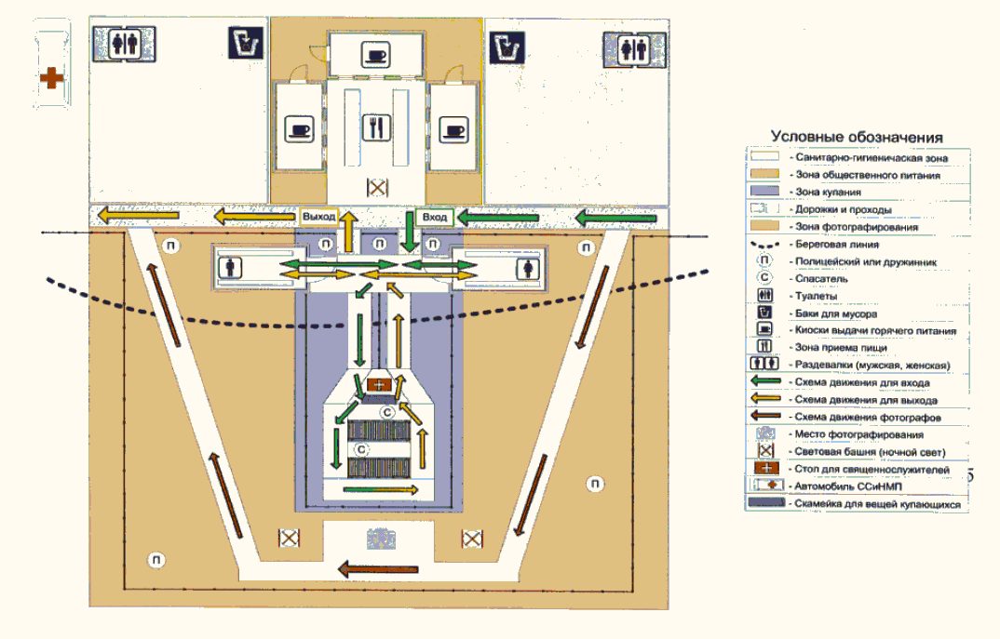 Условные обозначения
- Санитарно-гигиеническая зона
- Зона общественного питания
- Зона купания
- Дорожки и проходы
- Зона фотографирования
- Береговая линия
П - Полицейский или дружинник
С - Спасатель
- Туалеты
- Баки для мусора
- Киоски выдачи горячего питания
- Зона приема пищи
- Раздевалки (мужская, женская)
- Схема движения для входа
- Схема движения для выхода
- Схема движения фотографов
- Место фотографирования
- Световая башня (ночной свет)
- Стол для священнослужителей
5
- Автомобиль ССиНМП
- Скамейка для вещей купающихся
Выход
Вход
П
П
П
П
П
С
С
П
П